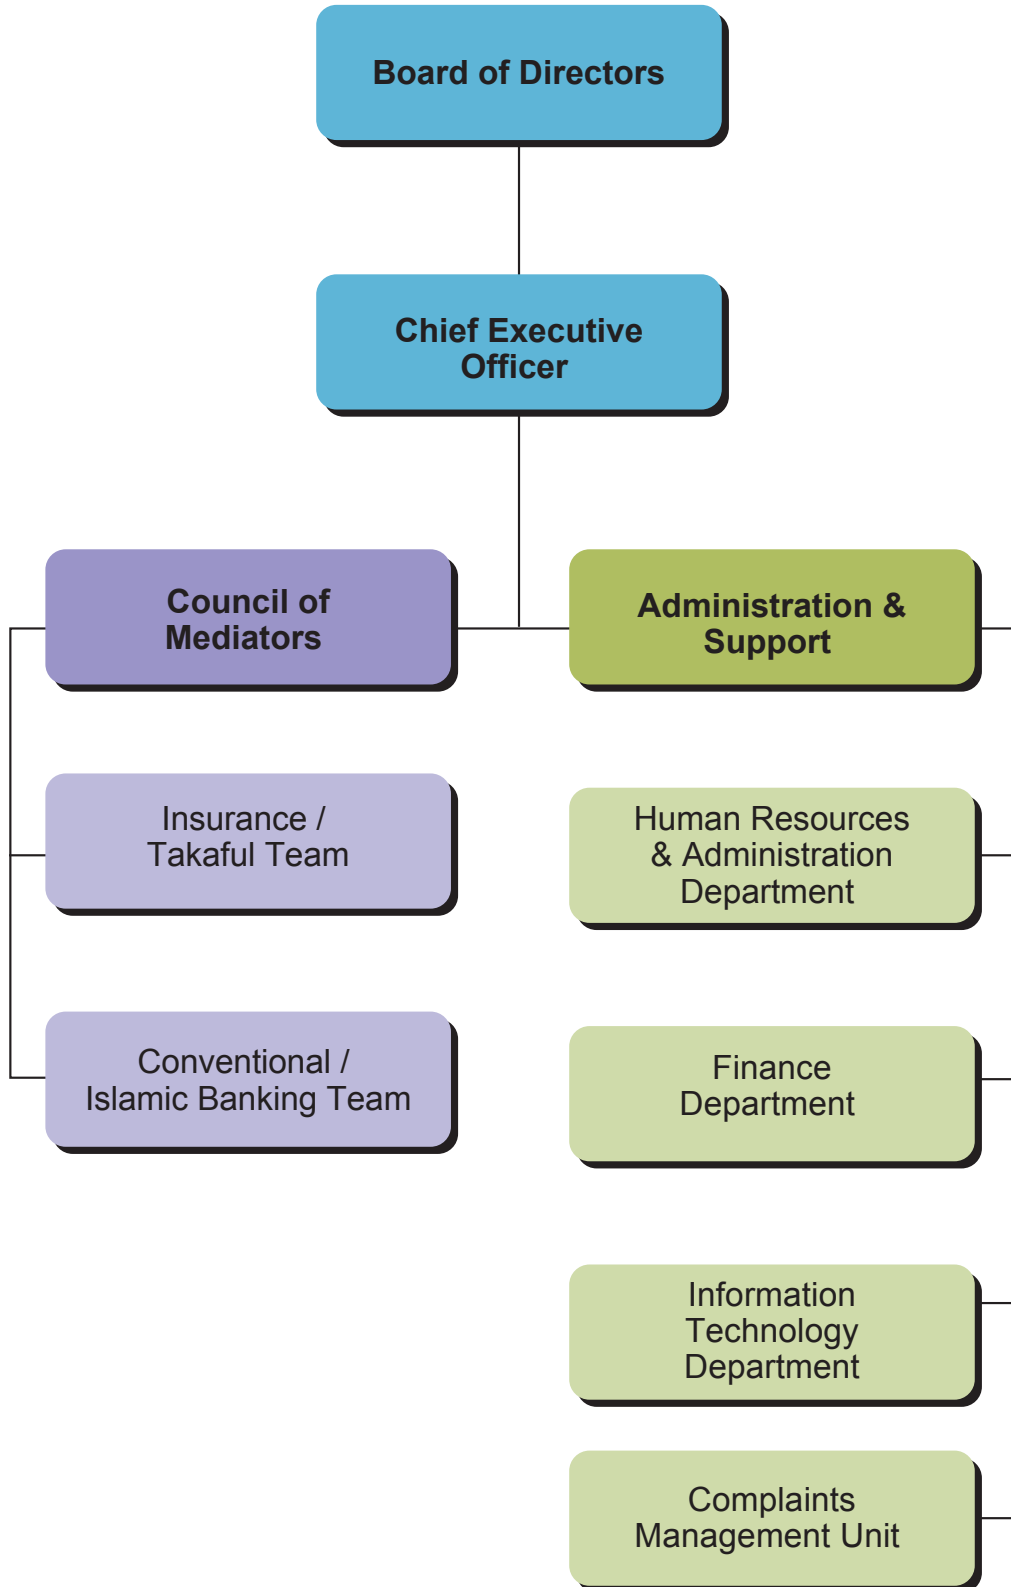 Board of Directors
Chief Executive
Officer
Council of
Mediators
Administration &
Support
Insurance /
Takaful Team
Human Resources
& Administration
Department
Conventional /
Islamic Banking Team
Finance
Department
Information
Technology
Department
Complaints
Management Unit